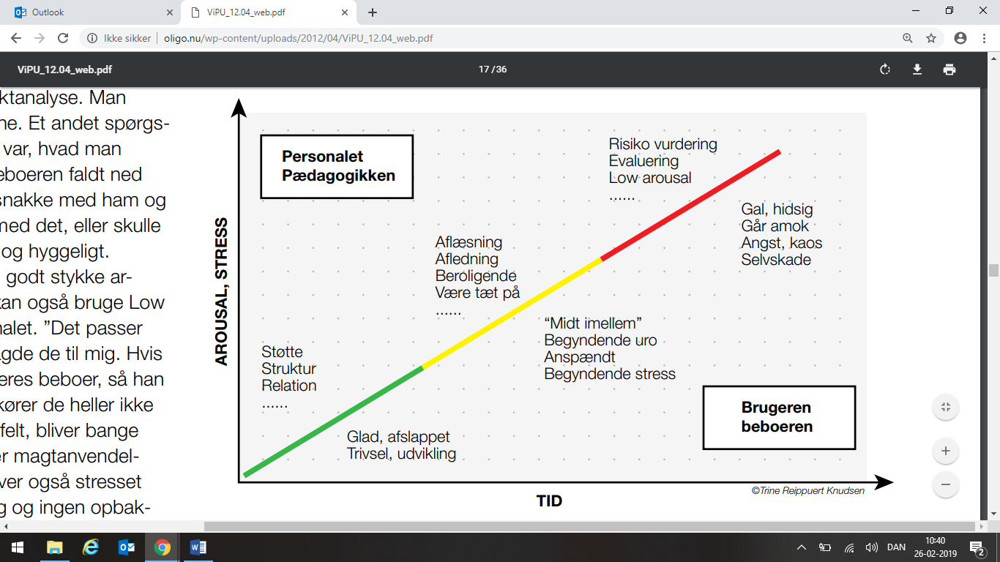 Outlook
ViPU_12.04_web.pdf
Ikke sikker
oligo.nu/wp-content/uploads/2012/04/ViPU_12.04_web.pdf
ViPU_12.04_web.pdf
17 / 36
ktanalyse. Man
ne. Et andet spørgs-
var, hvad man
eboeren faldt ned
snakke med ham og
med det, eller skulle
og hyggeligt.
godt stykke ar-
kan også bruge Low
nalet. ”Det passer
agde de til mig. Hvis
eres beboer, så han
kører de heller ikke
felt, bliver bange
er magtanvendel-
ver også stresset
g og ingen opbak-
AROUSAL, STRESS
Personalet
Pædagogikken
Risiko vurdering
Evaluering
Low arousal
......
Gal, hidsig
Går amok
Angst, kaos
Selvskade
Aflæsning
Afledning
Beroligende
Være tæt på
......
“Midt imellem”
Begyndende uro
Anspændt
Begyndende stress
Støtte
Struktur
Relation
......
Glad, afslappet
Trivsel, udvikling
Brugeren
beboeren
©Trine Reippuert Knudsen
TID
DAN
10:40
26-02-2019
2